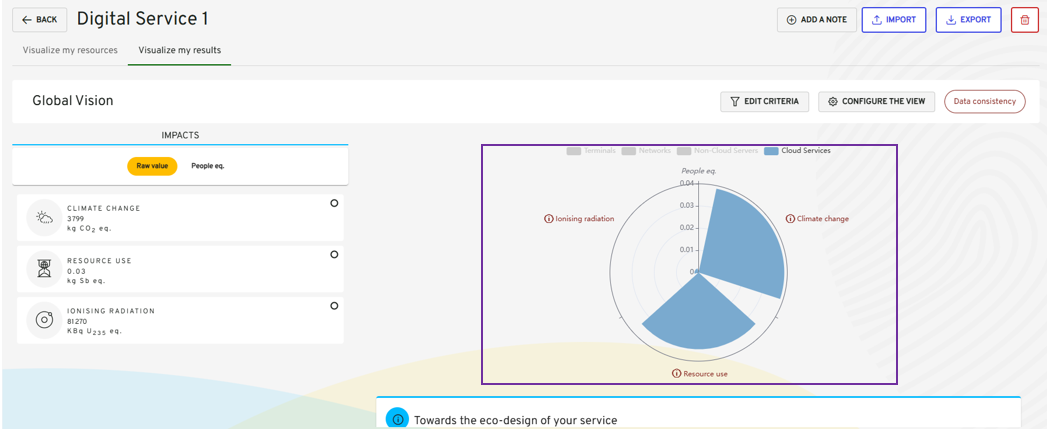 BACK
Digital Service 1
ADD A NOTE
IMPORT
EXPORT
Visualize my resources
Visualize my results
Global Vision
EDIT CRITERIA
CONFIGURE THE VIEW
Data consistency
IMPACTS
Raw value
People eq.
CLIMATE CHANGE
3799
kg CO2 eq.
RESOURCE USE
0.03
kg Sb eq.
IONISING RADIATION
81270
KBq U235 eq.
Terminals
Networks
Non-Cloud Servers
Cloud Services
People eq.
0.04
0.03
0.02
0.01
0
Ionising radiation
Climate change
Resource use
Towards the eco-design of your service